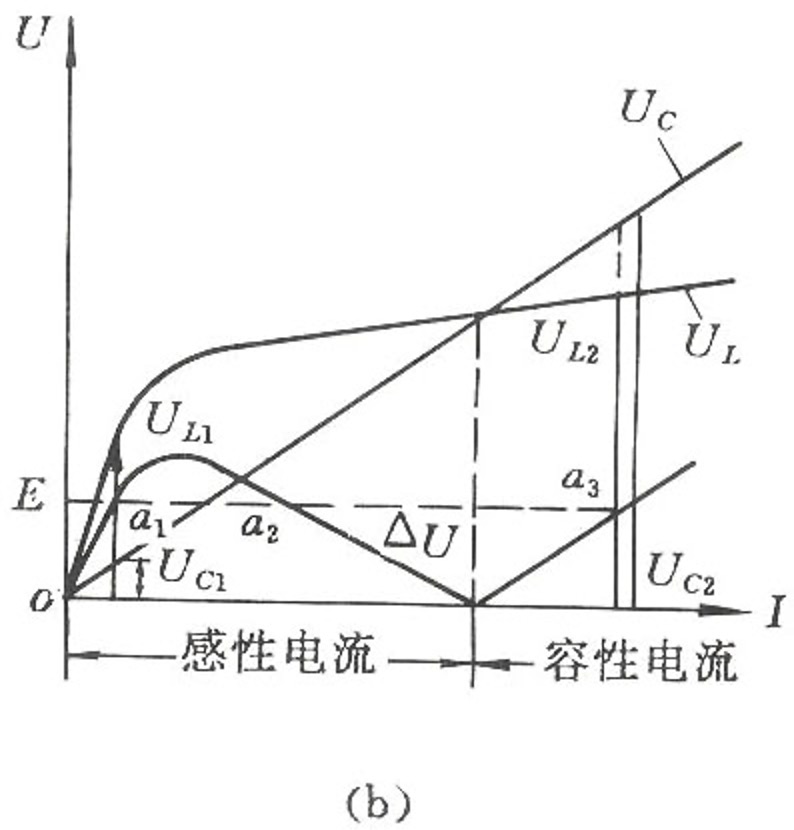 U
U_C
U_{L2}
U_L
U_{L1}
E
a_1
a_2
ΔU
a_3
U_{C1}
U_{C2}
o
I
感性电流
容性电流
(b)